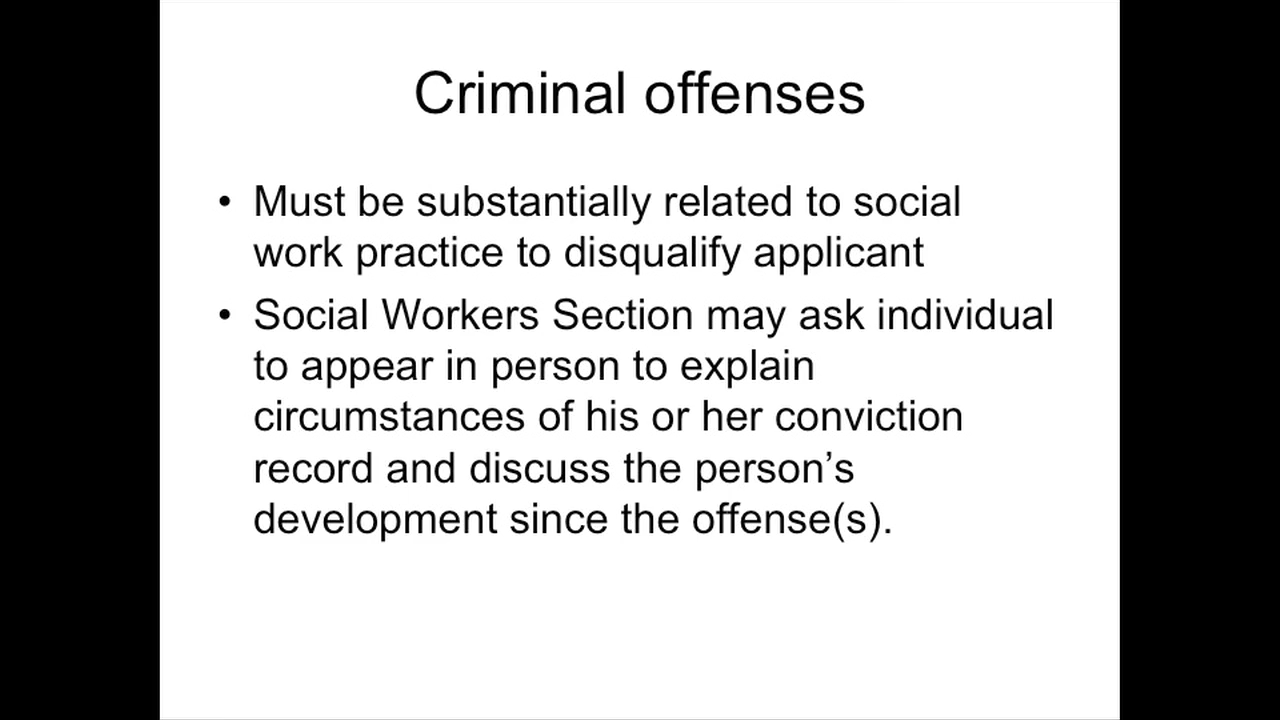 Criminal offenses
• Must be substantially related to social
work practice to disqualify applicant
• Social Workers Section may ask individual
to appear in person to explain
circumstances of his or her conviction
record and discuss the person’s
development since the offense(s).